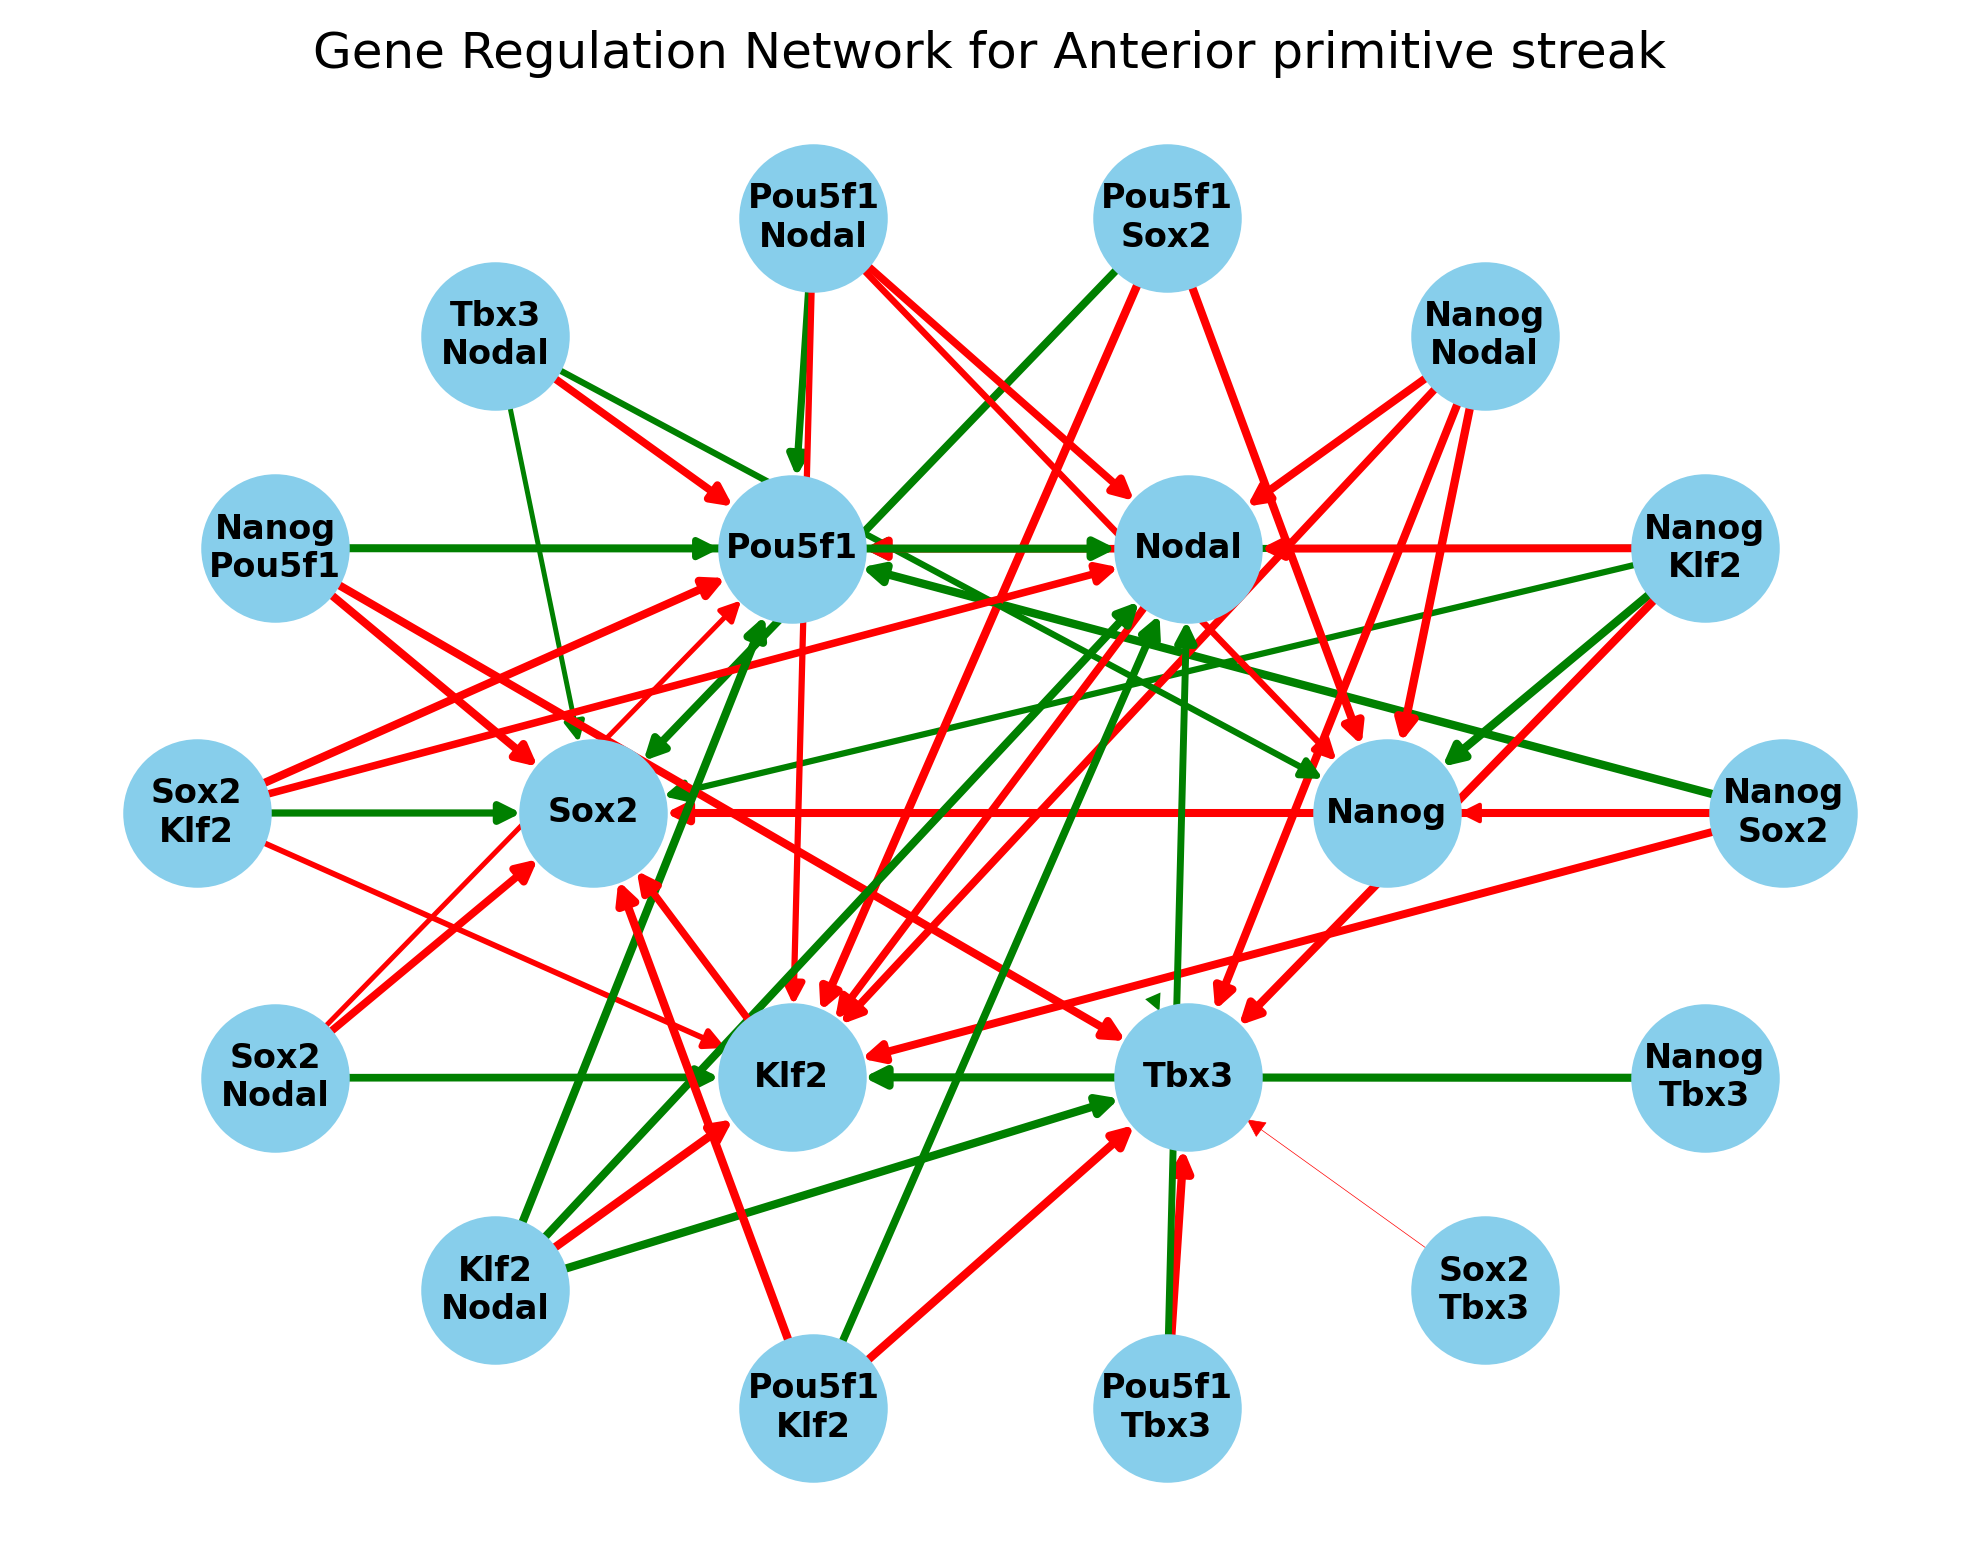 Gene Regulation Network for Anterior primitive streak
Pou5f1
Nodal
Pou5f1
Sox2
Tbx3
Nodal
Nanog
Nodal
Nanog
Pou5f1
Pou5f1
Nodal
Nanog
Klf2
Sox2
Klf2
Sox2
Nanog
Nanog
Sox2
Sox2
Nodal
Klf2
Tbx3
Nanog
Tbx3
Klf2
Nodal
Sox2
Tbx3
Pou5f1
Klf2
Pou5f1
Tbx3